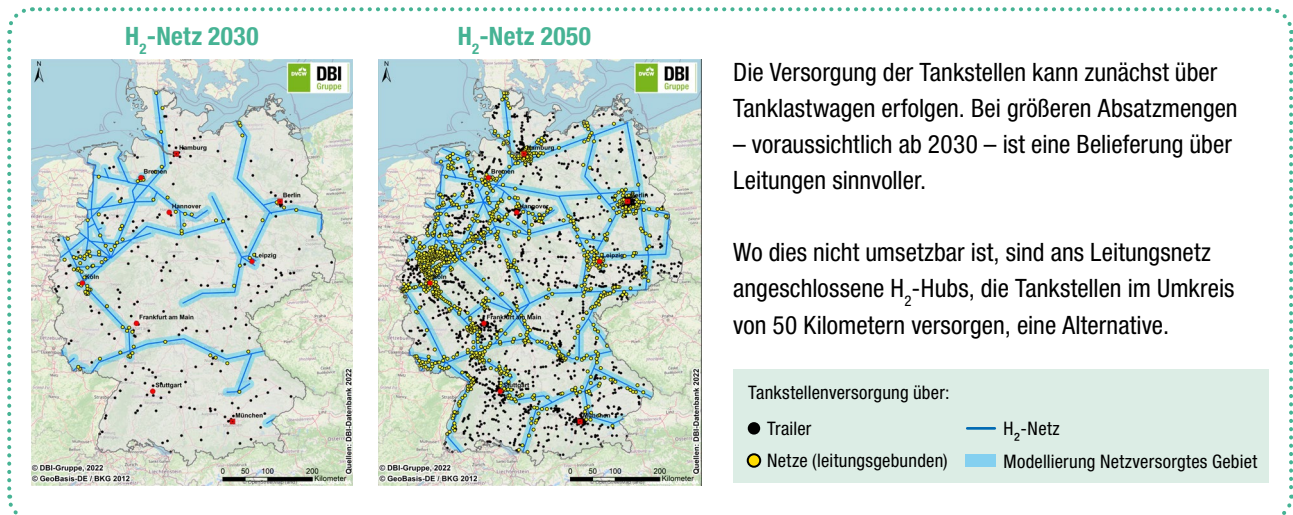 H₂-Netz 2030
H₂-Netz 2050
N
DVGW DBI
Gruppe
Hamburg
Bremen
Berlin
Hannover
Leipzig
Köln
Frankfurt am Main
Stuttgart
München
© DBI-Gruppe, 2022
© GeoBasis-DE / BKG 2012
0 50 100 200
Kilometer
Quellen: DBI-Datenbank 2022
N
DVGW DBI
Gruppe
Hamburg
Bremen
Berlin
Hannover
Leipzig
Köln
Frankfurt am Main
Stuttgart
München
© DBI-Gruppe, 2022
© GeoBasis-DE / BKG 2012
0 50 100 200
Kilometer
Quellen: DBI-Datenbank 2022
Die Versorgung der Tankstellen kann zunächst über
Tanklastwagen erfolgen. Bei größeren Absatzmengen
– voraussichtlich ab 2030 – ist eine Belieferung über
Leitungen sinnvoller.
Wo dies nicht umsetzbar ist, sind ans Leitungsnetz
angeschlossene H₂-Hubs, die Tankstellen im Umkreis
von 50 Kilometern versorgen, eine Alternative.
Tankstellenversorgung über:
Trailer
H₂-Netz
Netze (leitungsgebunden)
Modellierung Netzversorgtes Gebiet